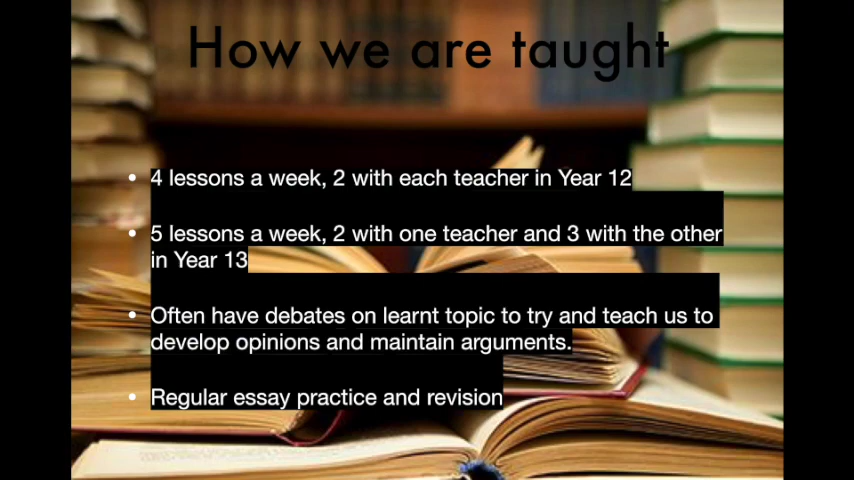 How we are taught
• 4 lessons a week, 2 with each teacher in Year 12
• 5 lessons a week, 2 with one teacher and 3 with the other
in Year 13
• Often have debates on learnt topic to try and teach us to
develop opinions and maintain arguments.
• Regular essay practice and revision